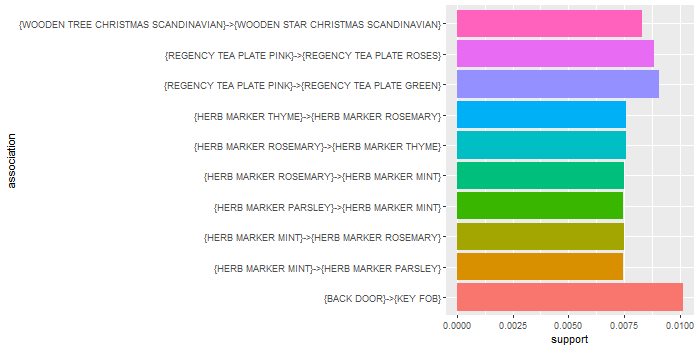 {WOODEN TREE CHRISTMAS SCANDINAVIAN}->{WOODEN STAR CHRISTMAS SCANDINAVIAN}
{REGENCY TEA PLATE PINK}->{REGENCY TEA PLATE ROSES}
{REGENCY TEA PLATE PINK}->{REGENCY TEA PLATE GREEN}
{HERB MARKER THYME}->{HERB MARKER ROSEMARY}
{HERB MARKER ROSEMARY}->{HERB MARKER THYME}
{HERB MARKER ROSEMARY}->{HERB MARKER MINT}
{HERB MARKER PARSLEY}->{HERB MARKER MINT}
{HERB MARKER MINT}->{HERB MARKER ROSEMARY}
{HERB MARKER MINT}->{HERB MARKER PARSLEY}
{BACK DOOR}->{KEY FOB}
association
0.0000 0.0025 0.0050 0.0075 0.0100
support